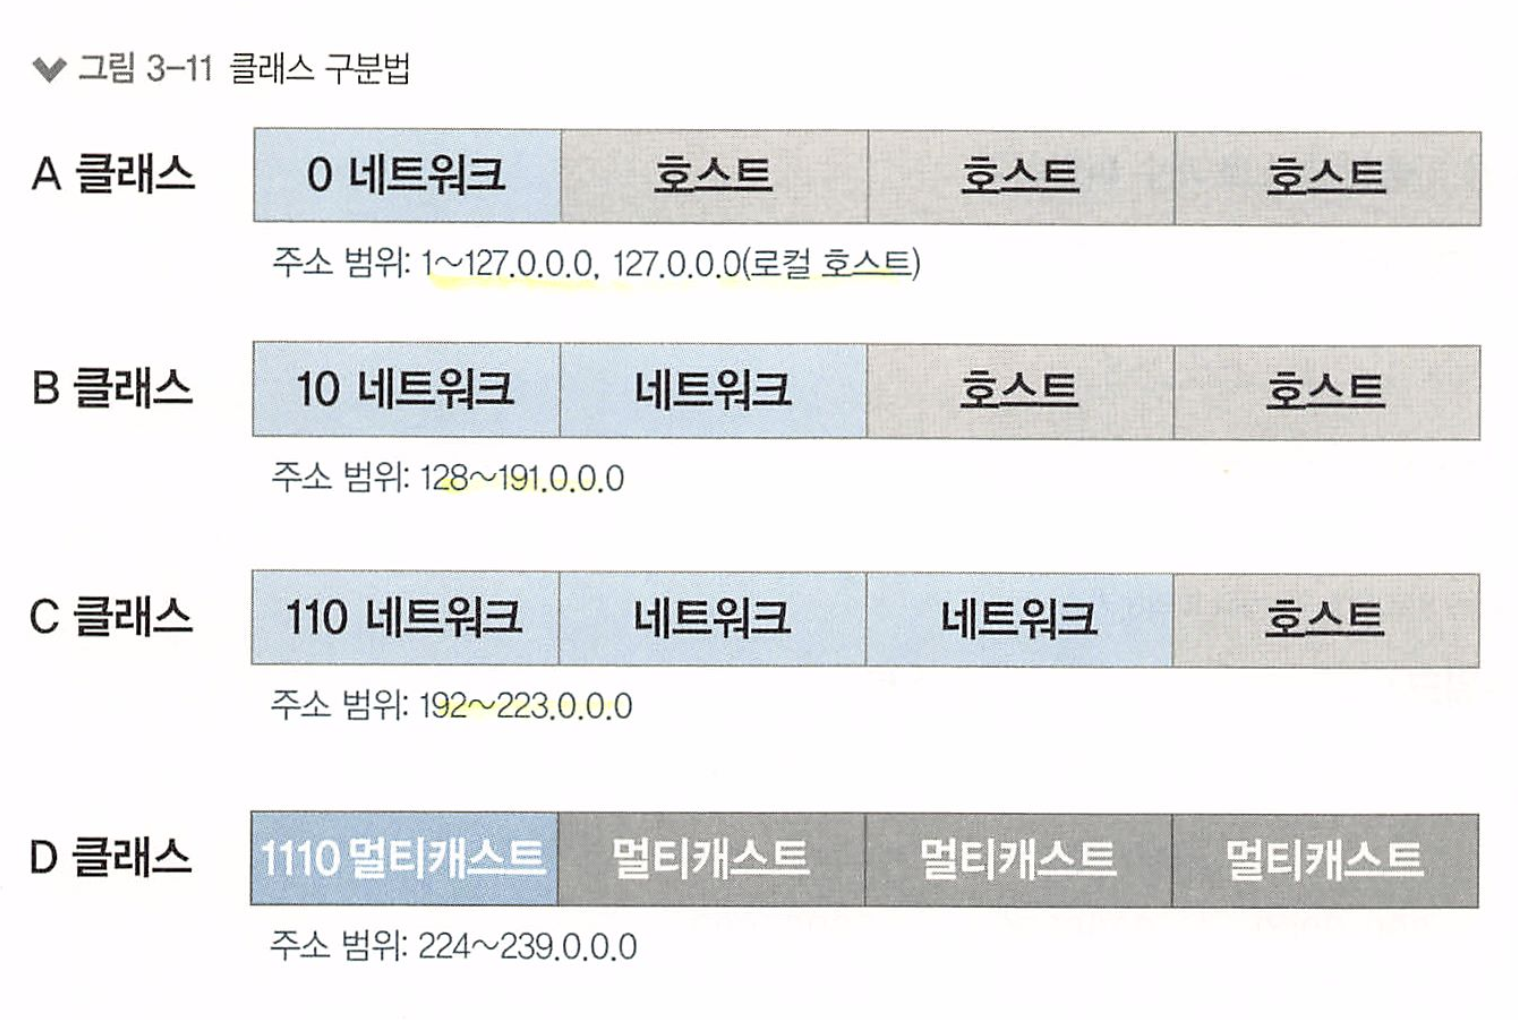 그림 3-11 클래스 구분법
A 클래스 0 네트워크 호스트 호스트 호스트
주소 범위: 1~127.0.0.0, 127.0.0.0(로컬 호스트)
B 클래스 10 네트워크 네트워크 호스트 호스트
주소 범위: 128~191.0.0.0
C 클래스 110 네트워크 네트워크 네트워크 호스트
주소 범위: 192~223.0.0.0
D 클래스 1110 멀티캐스트 멀티캐스트 멀티캐스트 멀티캐스트
주소 범위: 224~239.0.0.0